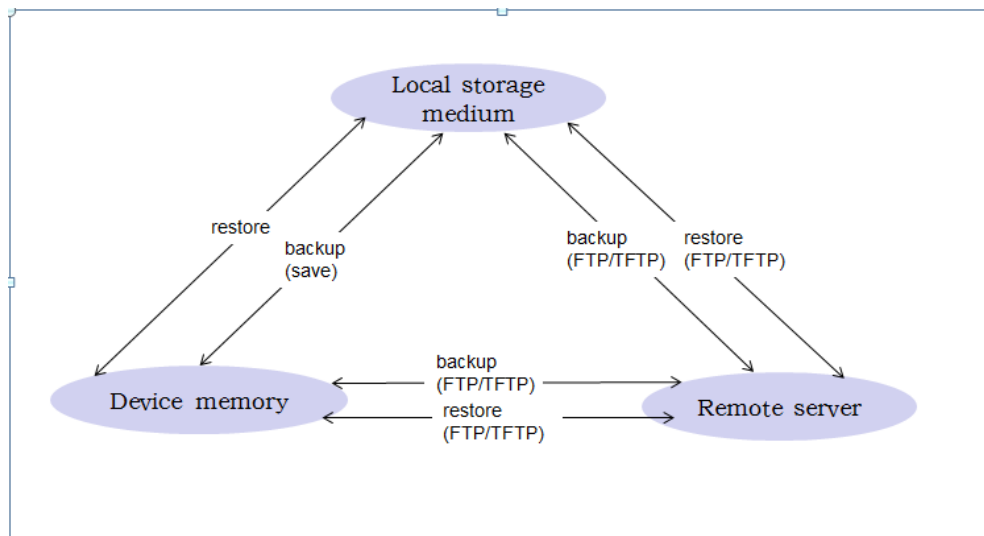 Local storage
medium
restore
backup
(save)
backup
(FTP/TFTP)
restore
(FTP/TFTP)
backup
(FTP/TFTP)
restore
(FTP/TFTP)
Device memory
Remote server